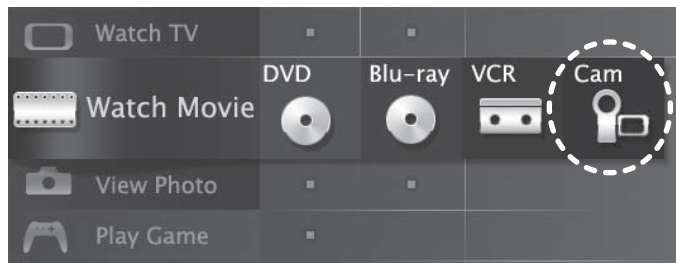 Watch TV
DVD Blu-ray VCR Cam
Watch Movie
View Photo
Play Game